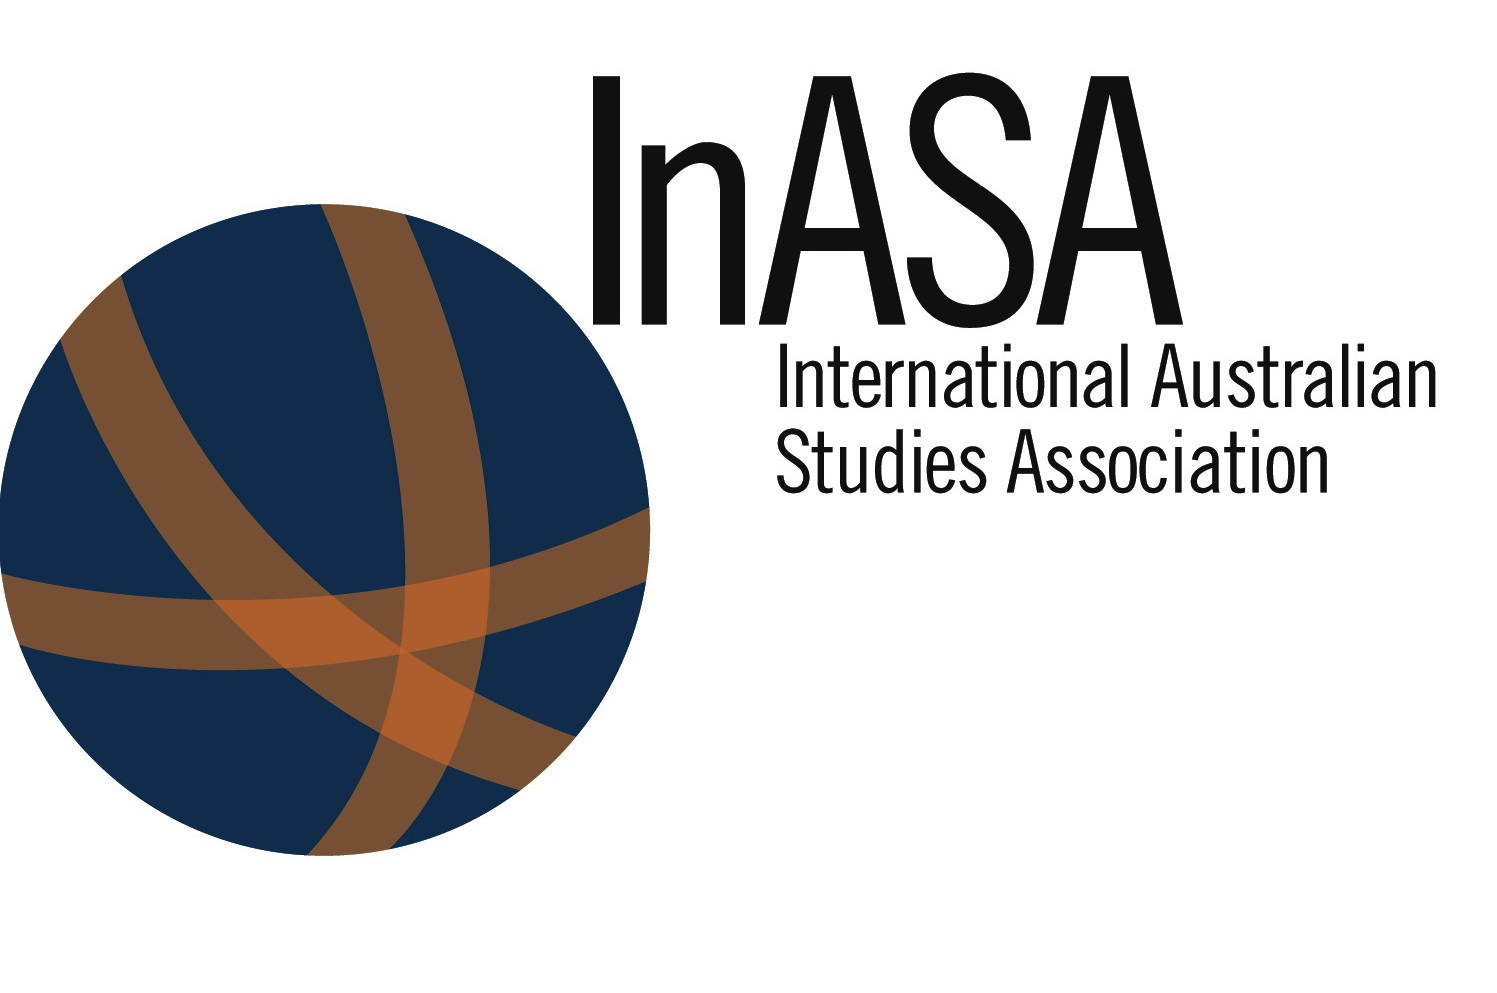 InASA
International Australian
Studies Association